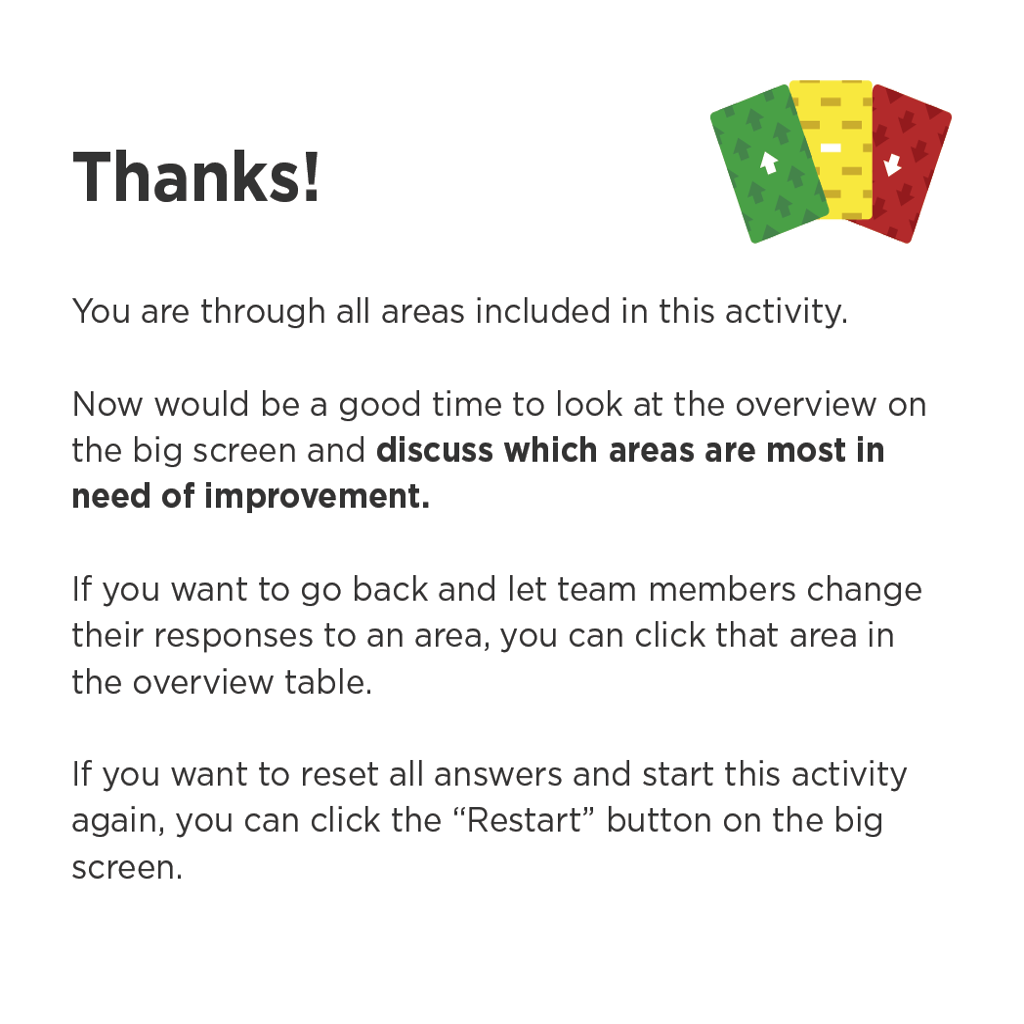 Thanks!
You are through all areas included in this activity.
Now would be a good time to look at the overview on
the big screen and discuss which areas are most in
need of improvement.
If you want to go back and let team members change
their responses to an area, you can click that area in
the overview table.
If you want to reset all answers and start this activity
again, you can click the “Restart” button on the big
screen.